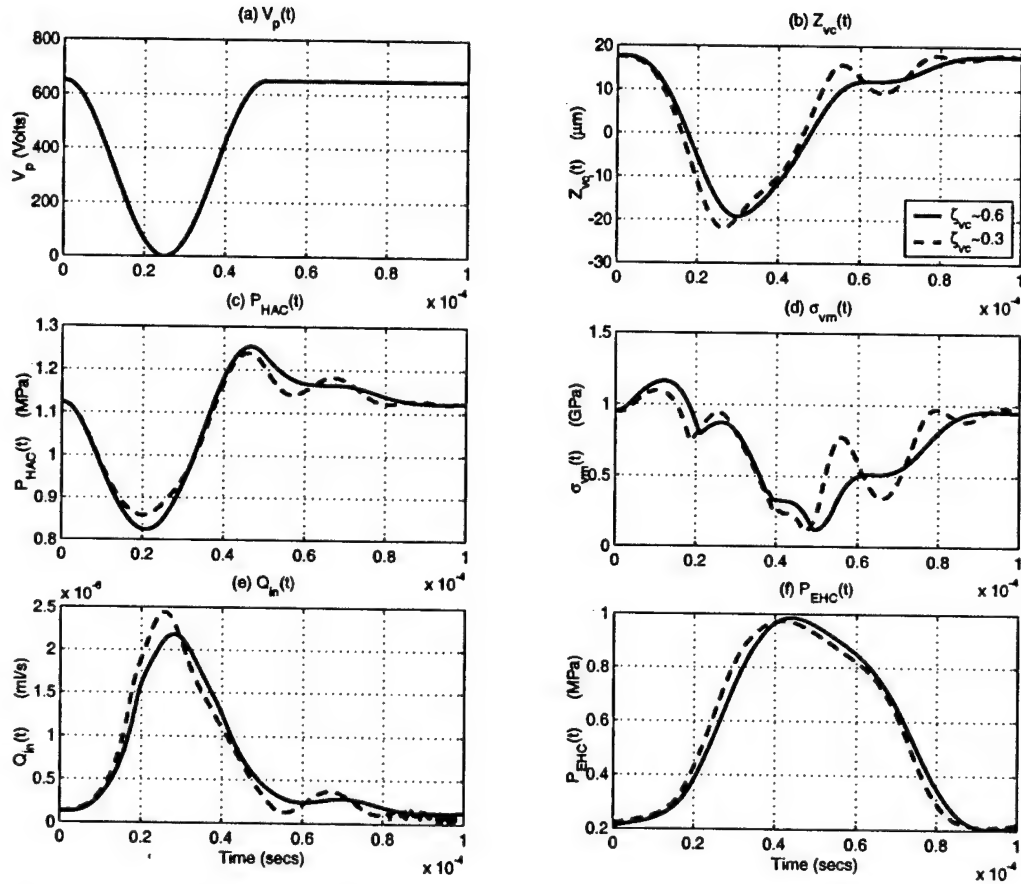 (a) V_p(t)
800
600
400
200
0
V_p (Volts)
0 0.2 0.4 0.6 0.8 1
x 10^-4
(b) Z_vc(t)
20
10
0
-10
-20
-30
Z_vc(t) (μm)
ζ_vc~0.6
ζ_vc~0.3
0 0.2 0.4 0.6 0.8 1
x 10^-4
(c) P_HAC(t)
1.3
1.2
1.1
1
0.9
0.8
P_HAC(t) (MPa)
0 0.2 0.4 0.6 0.8 1
x 10^-4
(d) σ_vm(t)
1.5
1
0.5
0
σ_vm(t) (GPa)
0 0.2 0.4 0.6 0.8 1
x 10^-4
(e) Q_in(t)
x 10^-6
2.5
2
1.5
1
0.5
0
Q_in(t) (ml/s)
0 0.2 0.4 0.6 0.8 1
Time (secs)
x 10^-4
(f) P_EHC(t)
1
0.8
0.6
0.4
0.2
P_EHC(t) (MPa)
0 0.2 0.4 0.6 0.8 1
Time (secs)
x 10^-4